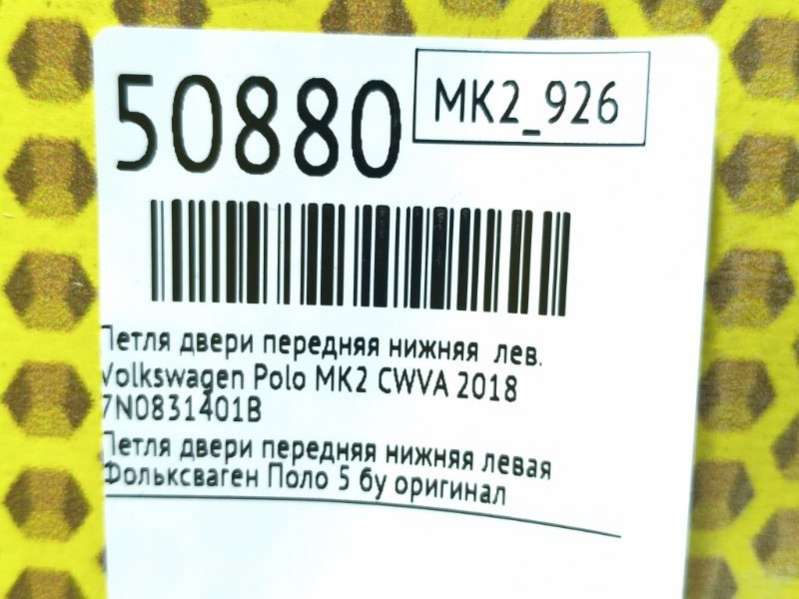 50880
MK2_926
Петля двери передняя нижняя лев.
Volkswagen Polo MK2 CWVA 2018
7N0831401B
Петля двери передняя нижняя левая
Фольксваген Поло 5 бу оригинал